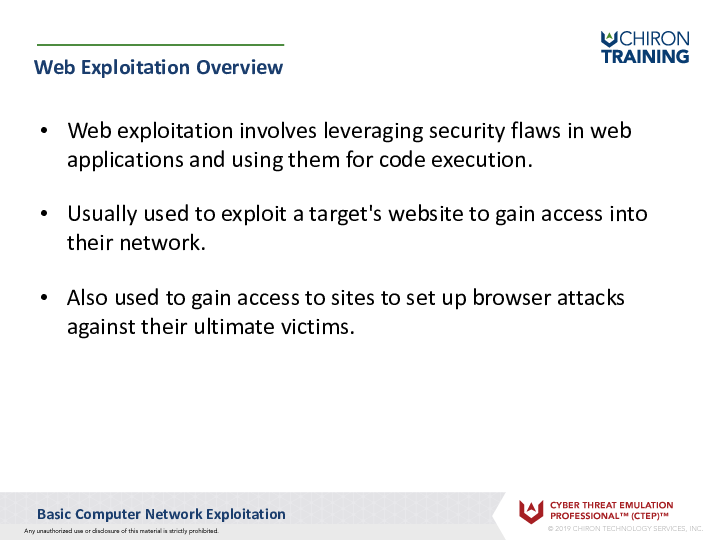 CHIRON
TRAINING
Web Exploitation Overview
• Web exploitation involves leveraging security flaws in web
applications and using them for code execution.
• Usually used to exploit a target's website to gain access into
their network.
• Also used to gain access to sites to set up browser attacks
against their ultimate victims.
Basic Computer Network Exploitation
Any unauthorized use or disclosure of this material is strictly prohibited.
CYBER THREAT EMULATION
PROFESSIONAL™ (CTEP)™
© 2019 CHIRON TECHNOLOGY SERVICES, INC.